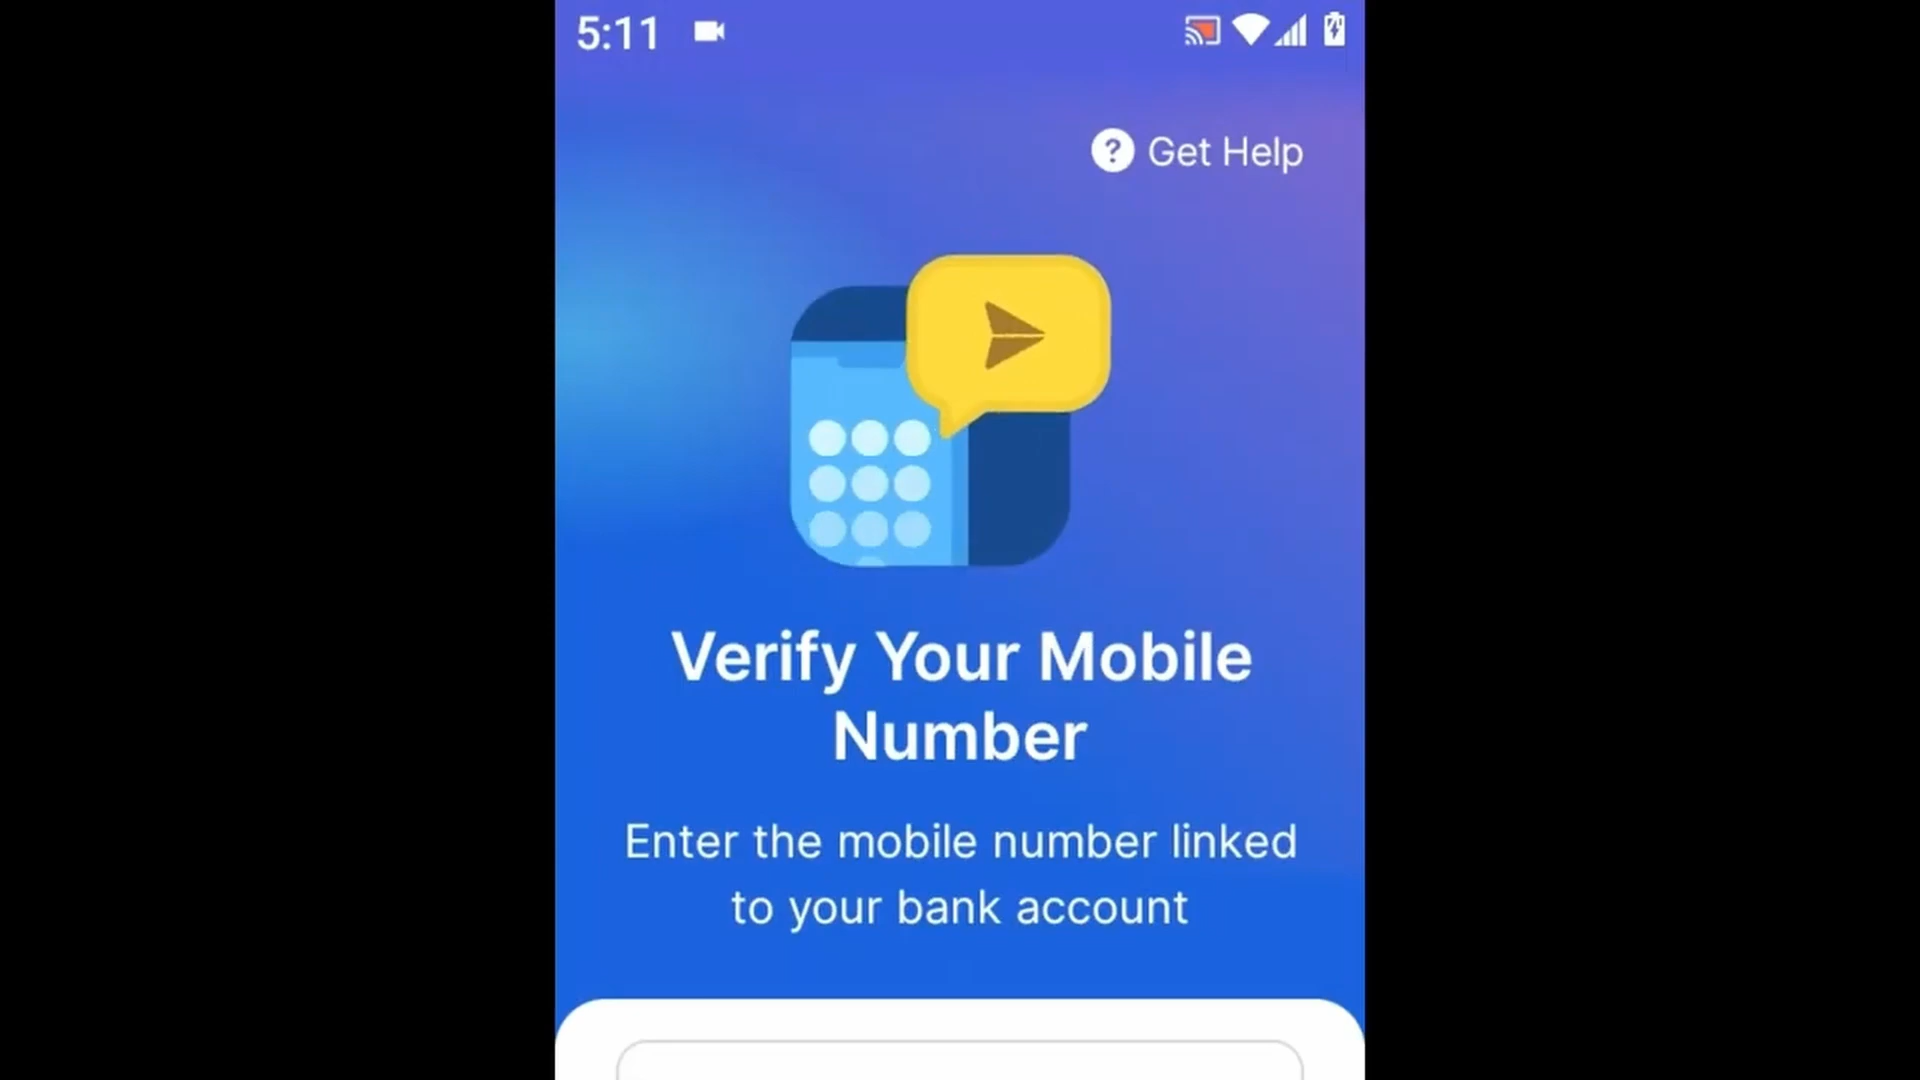 5:11
? Get Help
Verify Your Mobile
Number
Enter the mobile number linked
to your bank account